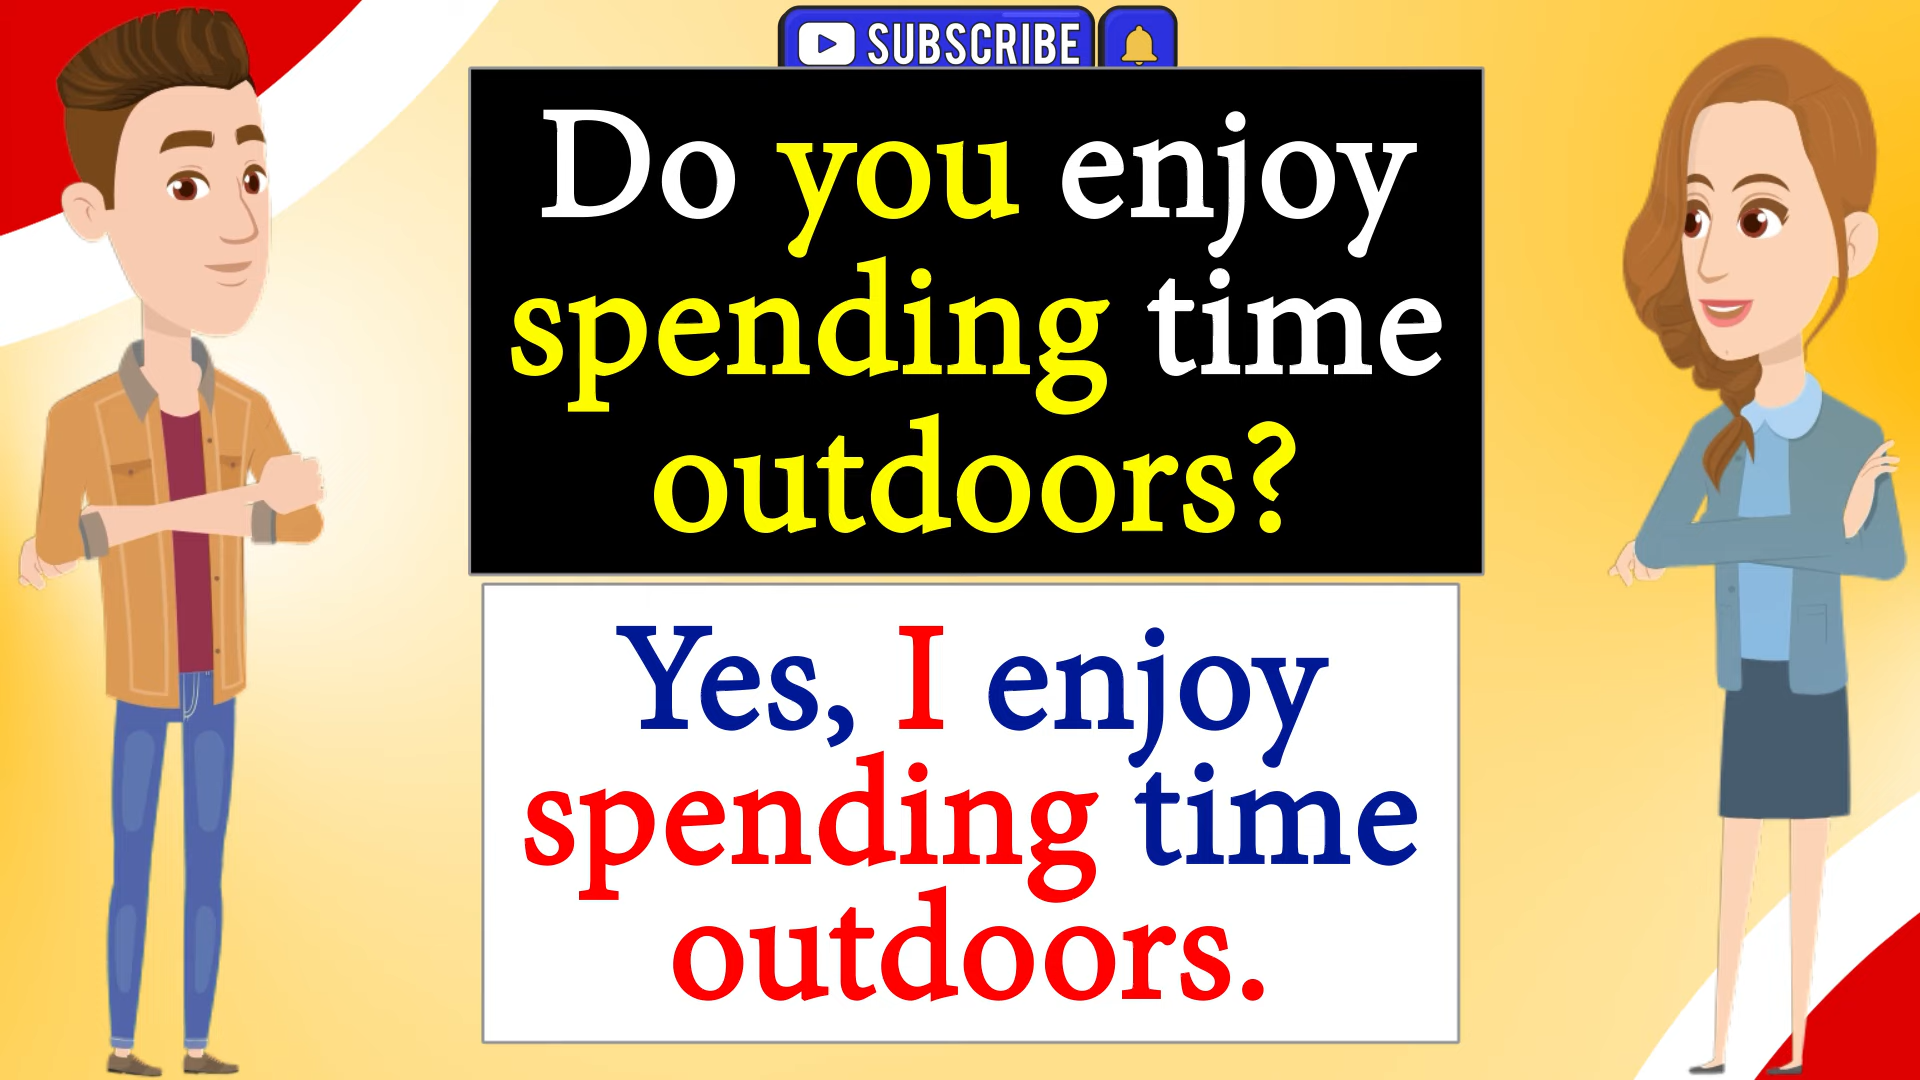 SUBSCRIBE
Do you enjoy
spending time
outdoors?
Yes, I enjoy
spending time
outdoors.